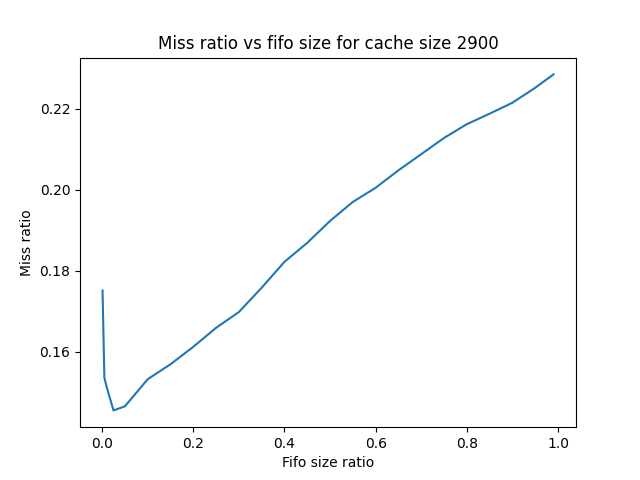 Miss ratio vs fifo size for cache size 2900
0.22
0.20
0.18
0.16
Miss ratio
0.0 0.2 0.4 0.6 0.8 1.0
Fifo size ratio